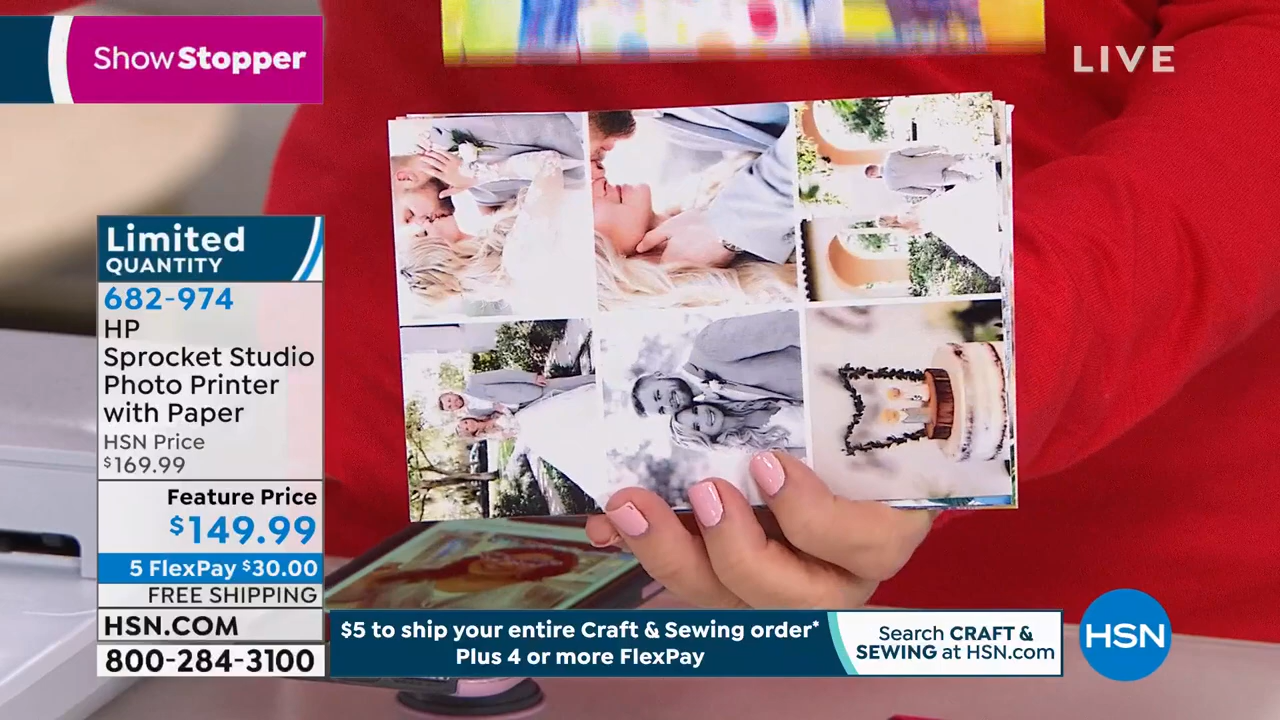 Show Stopper
LIVE
Limited
QUANTITY
682-974
HP
Sprocket Studio
Photo Printer
with Paper
HSN Price
$169.99
Feature Price
$149.99
5 FlexPay $30.00
FREE SHIPPING
HSN.COM
800-284-3100
$5 to ship your entire Craft & Sewing order*
Plus 4 or more FlexPay
Search CRAFT &
SEWING at HSN.com
HSN